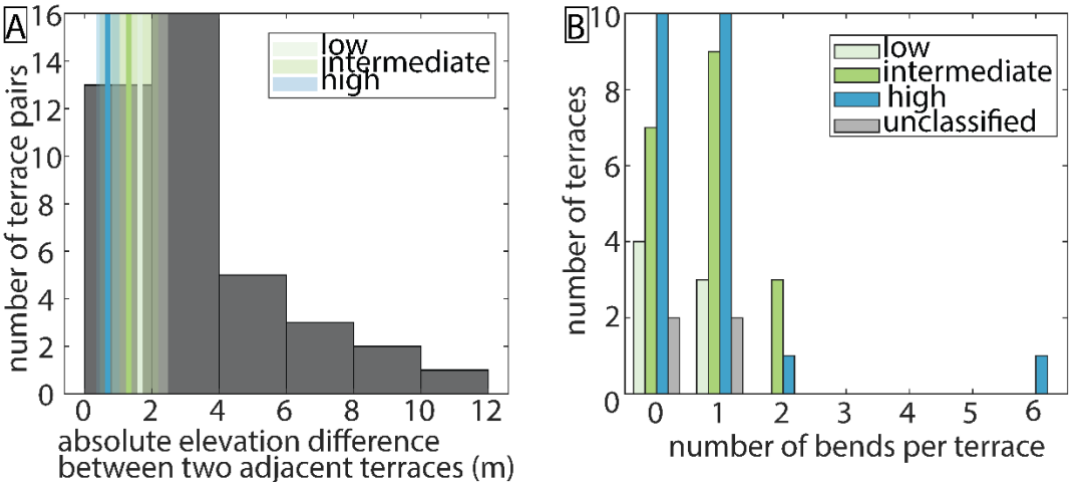 A
16
14
12
10
8
6
4
2
0
number of terrace pairs
low
intermediate
high
0 2 4 6 8 10 12
absolute elevation difference
between two adjacent terraces (m)
B
10
8
6
4
2
0
number of terraces
low
intermediate
high
unclassified
0 1 2 3 4 5 6
number of bends per terrace